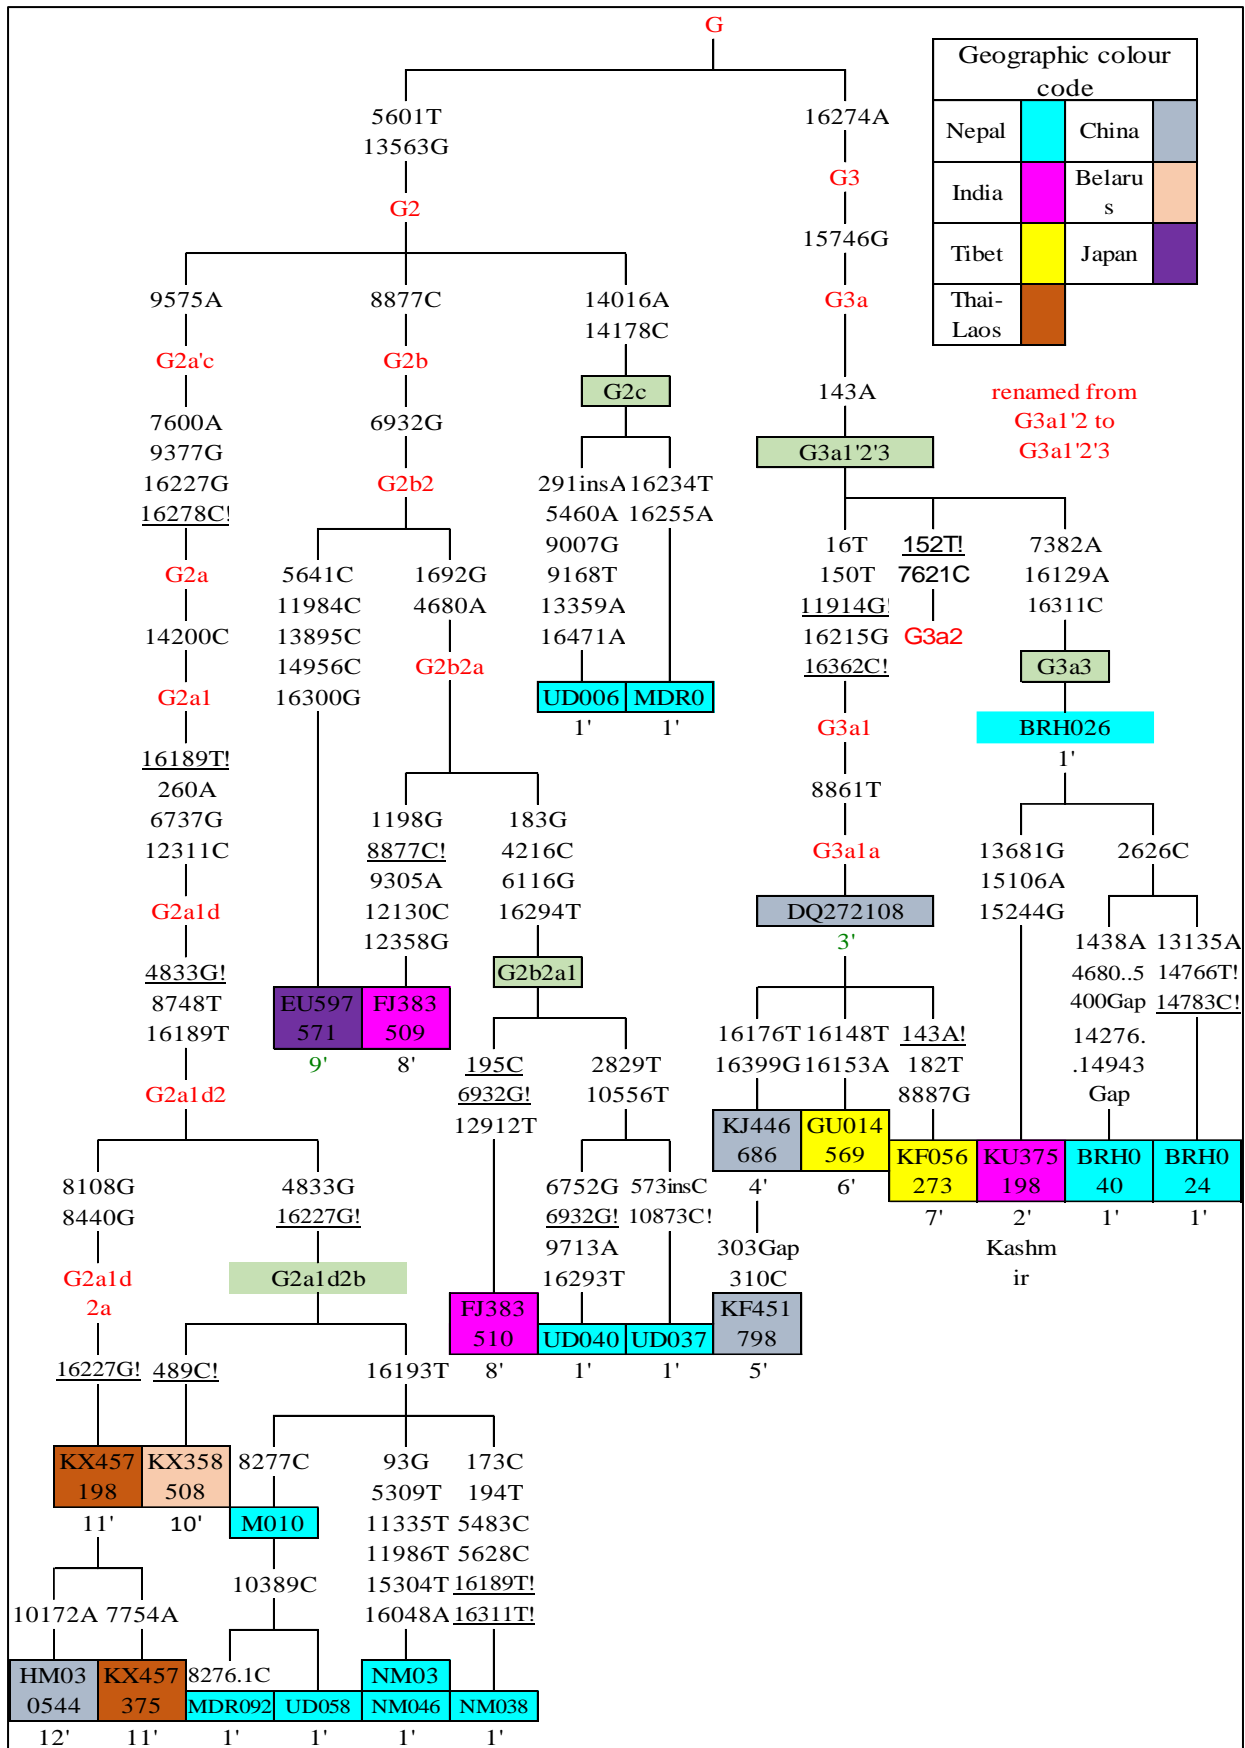 G
Geographic colour
code
Nepal
China
India
Belaru
s
Tibet
Japan
Thai-
Laos
5601T
13563G
G2
16274A
G3
15746G
G3a
143A
G3a1'2'3
renamed from
G3a1'2 to
G3a1'2'3
9575A
G2a'c
7600A
9377G
16227G
16278C!
G2a
14200C
G2a1
16189T!
260A
6737G
12311C
G2a1d
4833G!
8748T
16189T
G2a1d2
8108G
8440G
G2a1d
2a
16227G!
KX457
198
11'
10172A
HM03
0544
12'
7754A
KX457
375
11'
4833G
16227G!
G2a1d2b
489C!
KX358
508
10'
16193T
8277C
M010
10389C
8276.1C
MDR092
1'
UD058
1'
93G
5309T
11335T
11986T
15304T
16048A
NM03
NM046
1'
173C
194T
5483C
5628C
16189T!
16311T!
NM038
1'
8877C
G2b
6932G
G2b2
5641C
11984C
13895C
14956C
16300G
EU597
571
9'
1692G
4680A
G2b2a
1198G
8877C!
9305A
12130C
12358G
FJ383
509
8'
183G
4216C
6116G
16294T
G2b2a1
195C
6932G!
12912T
FJ383
510
8'
2829T
10556T
6752G
6932G!
9713A
16293T
UD040
1'
573insC
10873C!
UD037
1'
14016A
14178C
G2c
291insA
5460A
9007G
9168T
13359A
16471A
UD006
1'
16234T
16255A
MDR0
1'
16T
150T
11914G!
16215G
16362C!
G3a1
8861T
G3a1a
DQ272108
3'
16176T
16399G
KJ446
686
4'
303Gap
310C
KF451
798
5'
16148T
16153A
GU014
569
6'
143A!
182T
8887G
KF056
273
7'
152T!
7621C
G3a2
7382A
16129A
16311C
G3a3
BRH026
1'
13681G
15106A
15244G
KU375
198
2'
Kashm
ir
2626C
1438A
4680..5
400Gap
14276.
.14943
Gap
BRH0
40
1'
13135A
14766T!
14783C!
BRH0
24
1'